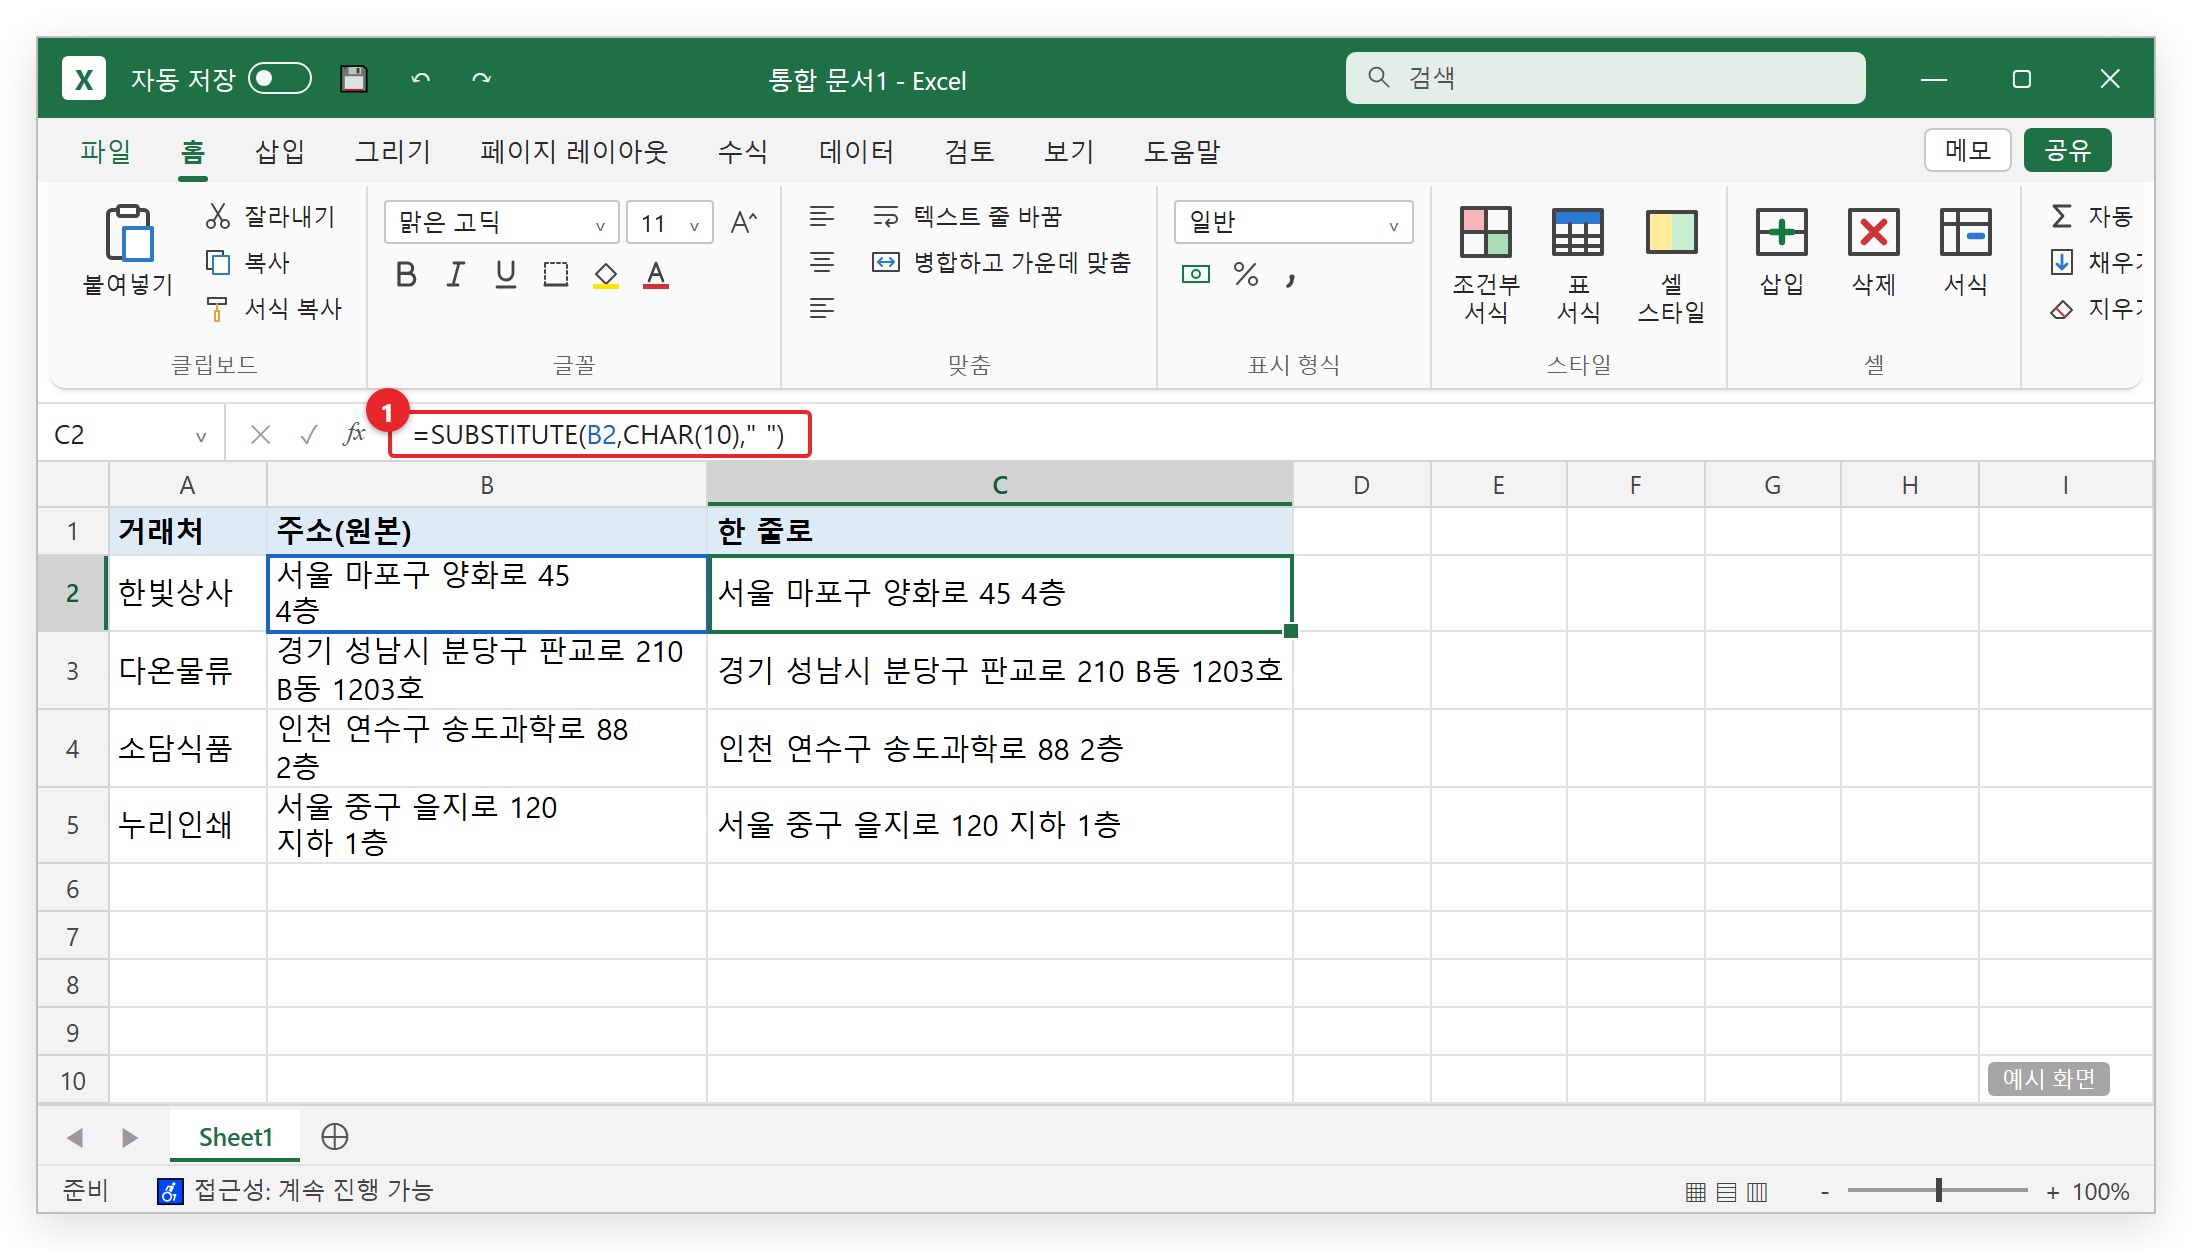 X 자동 저장
통합 문서1 - Excel
검색
파일 홈 삽입 그리기 페이지 레이아웃 수식 데이터 검토 보기 도움말
메모 공유
붙여넣기
잘라내기
복사
서식 복사
클립보드
맑은 고딕 11 A^
B I U A
글꼴
텍스트 줄 바꿈
병합하고 가운데 맞춤
맞춤
일반
% ,
표시 형식
조건부
서식
표
서식
셀
스타일
스타일
삽입 삭제 서식
셀
Σ 자동
채우
지우
1
C2 fx =SUBSTITUTE(B2,CHAR(10)," ")
A B C D E F G H I
1 거래처 주소(원본) 한 줄로
2 한빛상사 서울 마포구 양화로 45
4층
서울 마포구 양화로 45 4층
3 다온물류 경기 성남시 분당구 판교로 210
B동 1203호
경기 성남시 분당구 판교로 210 B동 1203호
4 소담식품 인천 연수구 송도과학로 88
2층
인천 연수구 송도과학로 88 2층
5 누리인쇄 서울 중구 을지로 120
지하 1층
서울 중구 을지로 120 지하 1층
6
7
8
9
10
예시 화면
Sheet1
준비 접근성: 계속 진행 가능
- + 100%